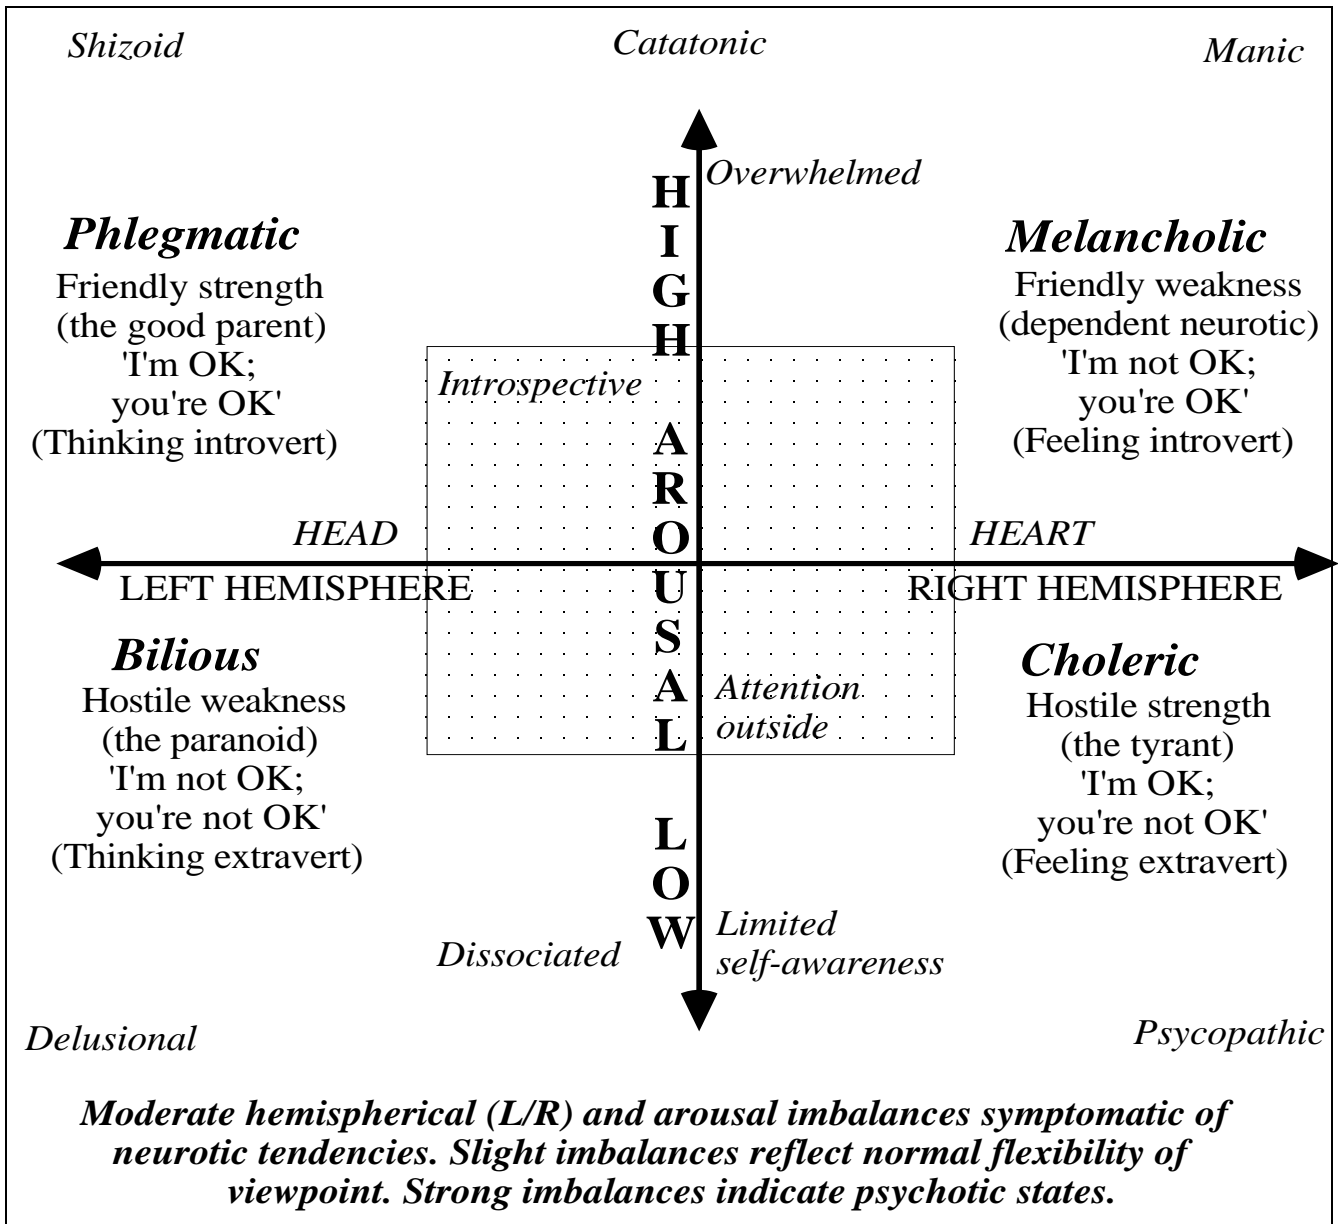 Shizoid
Catatonic
Manic
Overwhelmed
HIGH AROUSAL LOW
Phlegmatic
Friendly strength
(the good parent)
'I'm OK;
you're OK'
(Thinking introvert)
Melancholic
Friendly weakness
(dependent neurotic)
'I'm not OK;
you're OK'
(Feeling introvert)
Introspective
HEAD
HEART
LEFT HEMISPHERE
RIGHT HEMISPHERE
Bilious
Hostile weakness
(the paranoid)
'I'm not OK;
you're not OK'
(Thinking extravert)
Attention
outside
Choleric
Hostile strength
(the tyrant)
'I'm OK;
you're not OK'
(Feeling extravert)
Dissociated
Limited
self-awareness
Delusional
Psycopathic
Moderate hemispherical (L/R) and arousal imbalances symptomatic of
neurotic tendencies. Slight imbalances reflect normal flexibility of
viewpoint. Strong imbalances indicate psychotic states.